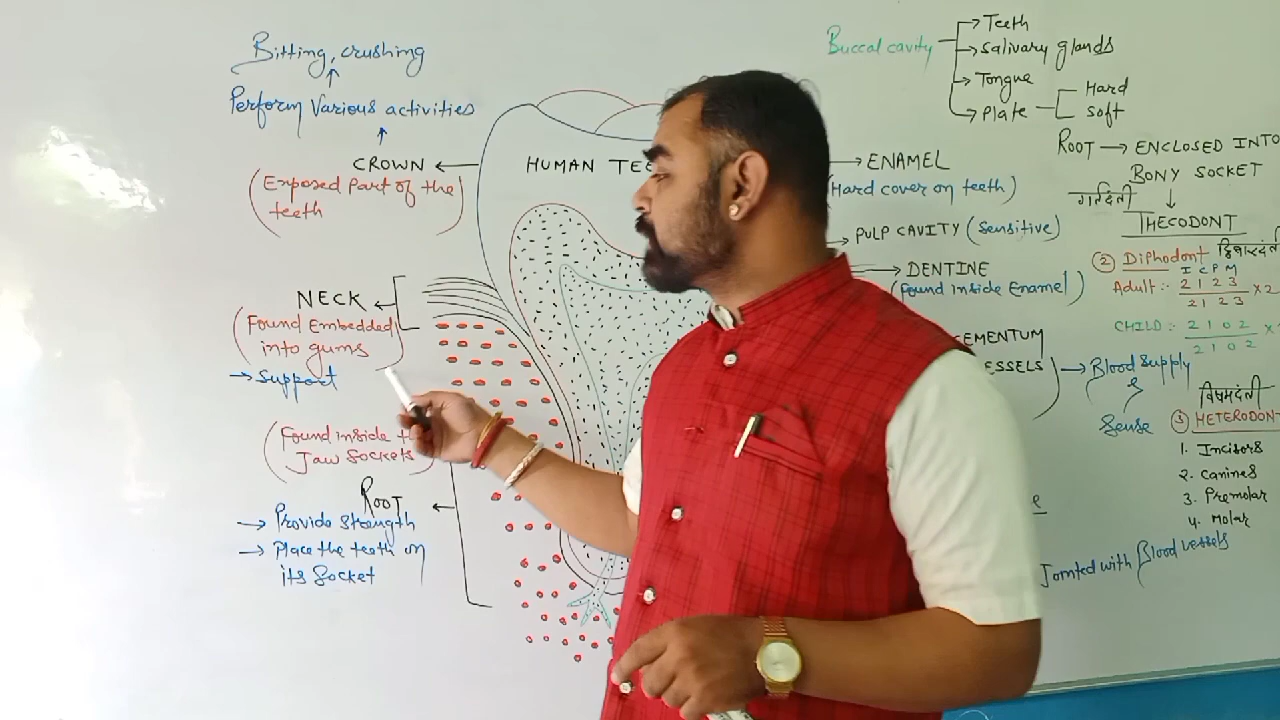 Bitting, crushing
Perform Various activities
CROWN
(Exposed Part of the
teeth)
NECK
(Found Embedded
into gums)
→ Support
(Found inside
Jaw Sockets
ROOT
→ Provide Strength
→ Place the teeth on
its Socket
HUMAN
Buccal cavity
Teeth
Salivary glands
Tongue
Plate
Hard
Soft
ENAMEL
(Hard cover on teeth)
PULP CAVITY (Sensitive)
DENTINE
(Found inside Enamel)
Blood Supply
&
Sense
ROOT → ENCLOSED INTO
BONY SOCKET
गर्तदंती
THECODONT
② Diphodont
I C P M
Adult:- 2 1 2 3
2 1 2 3
× 2
CHILD :- 2 1 0 2
2 1 0 2
×
विषमदंती
③ HETERODONT
1. Incisors
2. Canines
3. Premolar
4. Molar
Jointed with Blood vessels